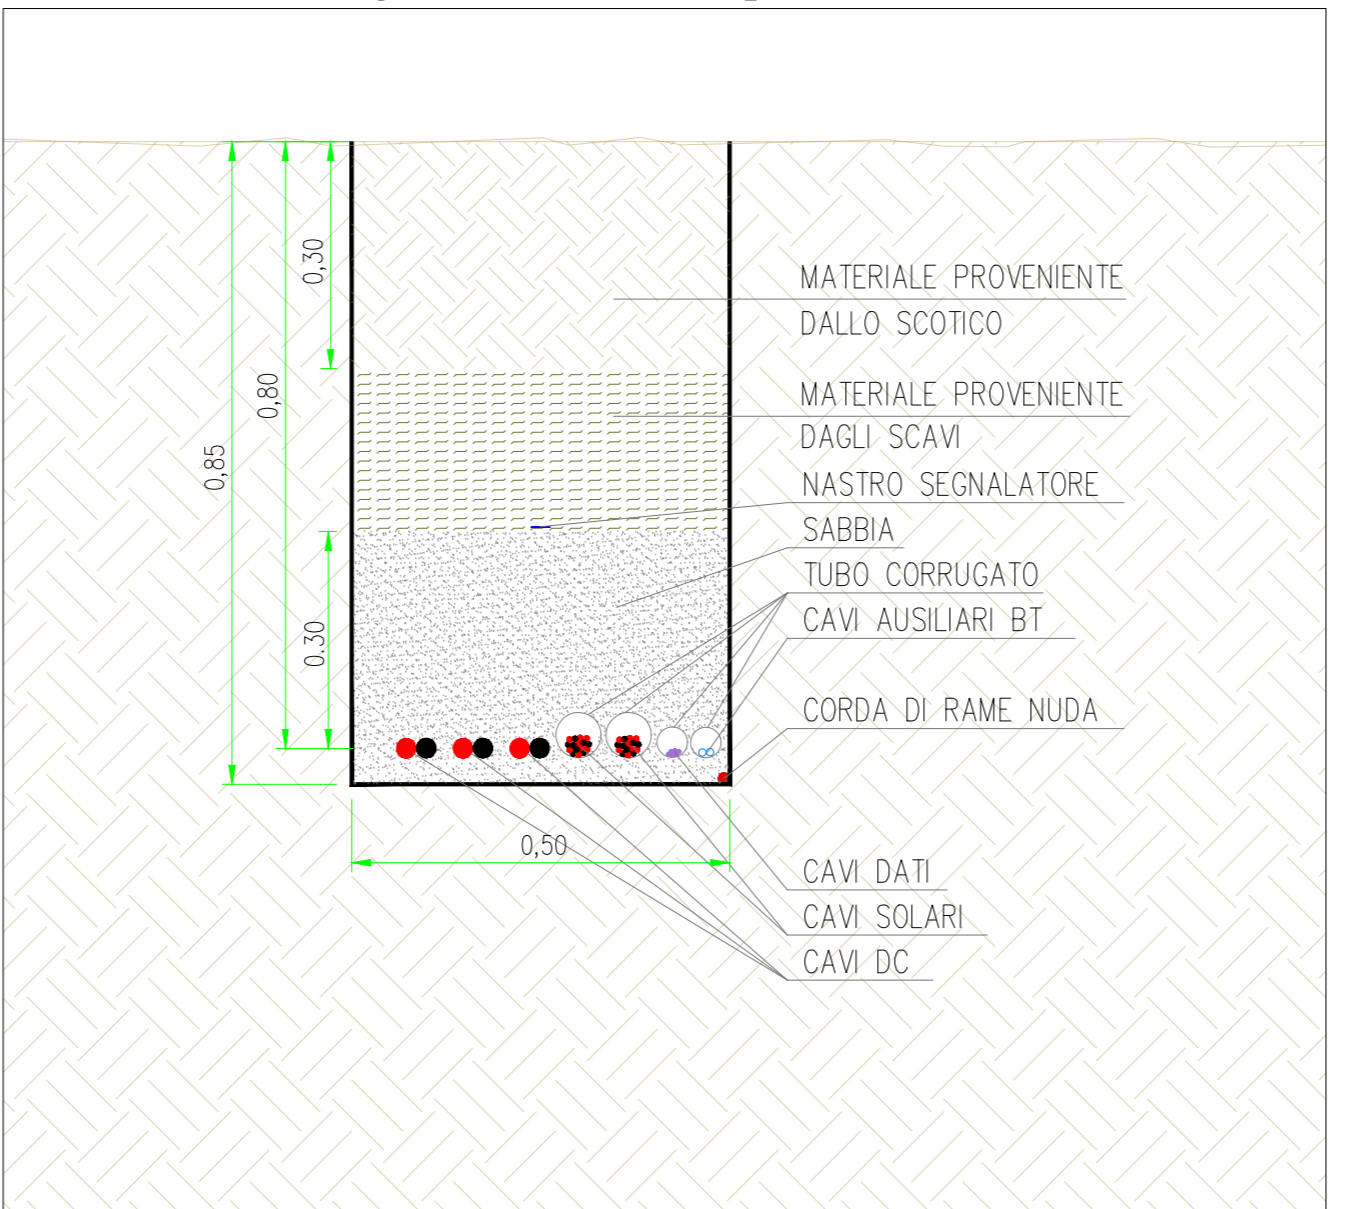 0,30
0,80
0,85
0.30
0,50
MATERIALE PROVENIENTE
DALLO SCOTICO
MATERIALE PROVENIENTE
DAGLI SCAVI
NASTRO SEGNALATORE
SABBIA
TUBO CORRUGATO
CAVI AUSILIARI BT
CORDA DI RAME NUDA
CAVI DATI
CAVI SOLARI
CAVI DC